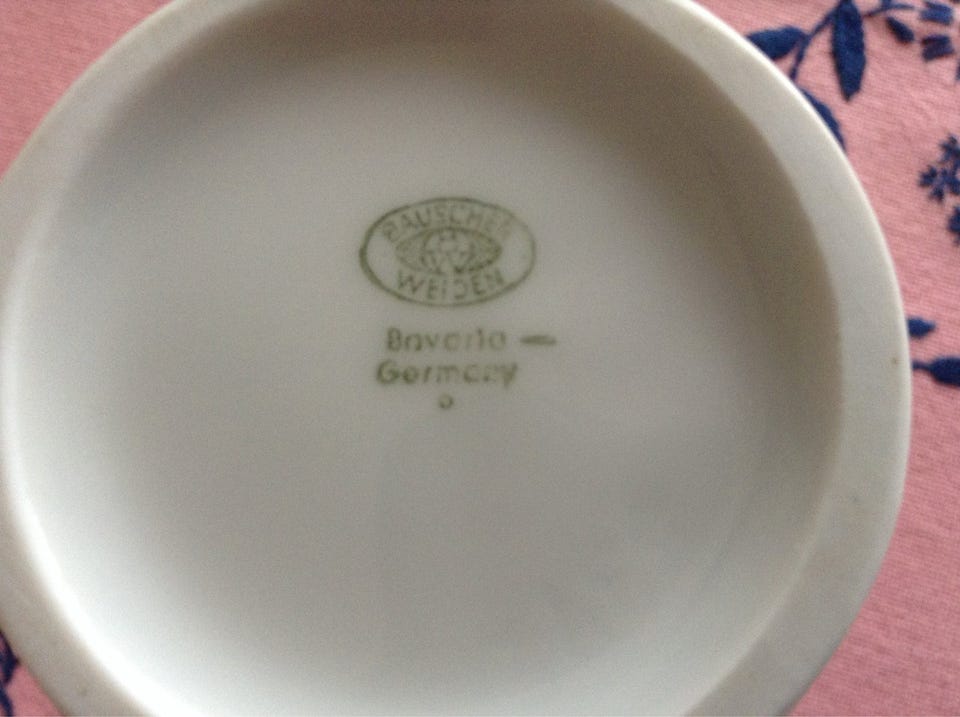 BAUSCHER
WEIDEN
Bavaria —
Germany